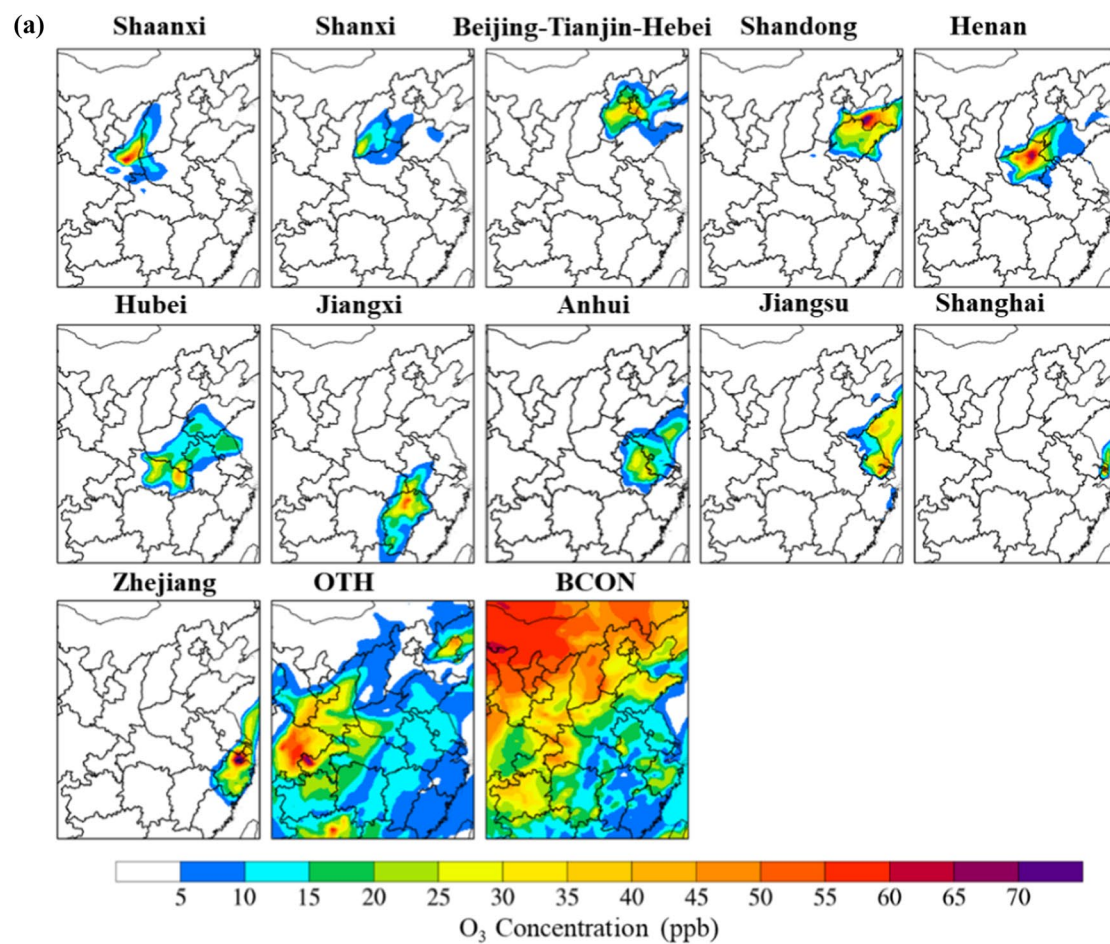 (a)
Shaanxi Shanxi Beijing-Tianjin-Hebei Shandong Henan
Hubei Jiangxi Anhui Jiangsu Shanghai
Zhejiang OTH BCON
5 10 15 20 25 30 35 40 45 50 55 60 65 70
O₃ Concentration (ppb)